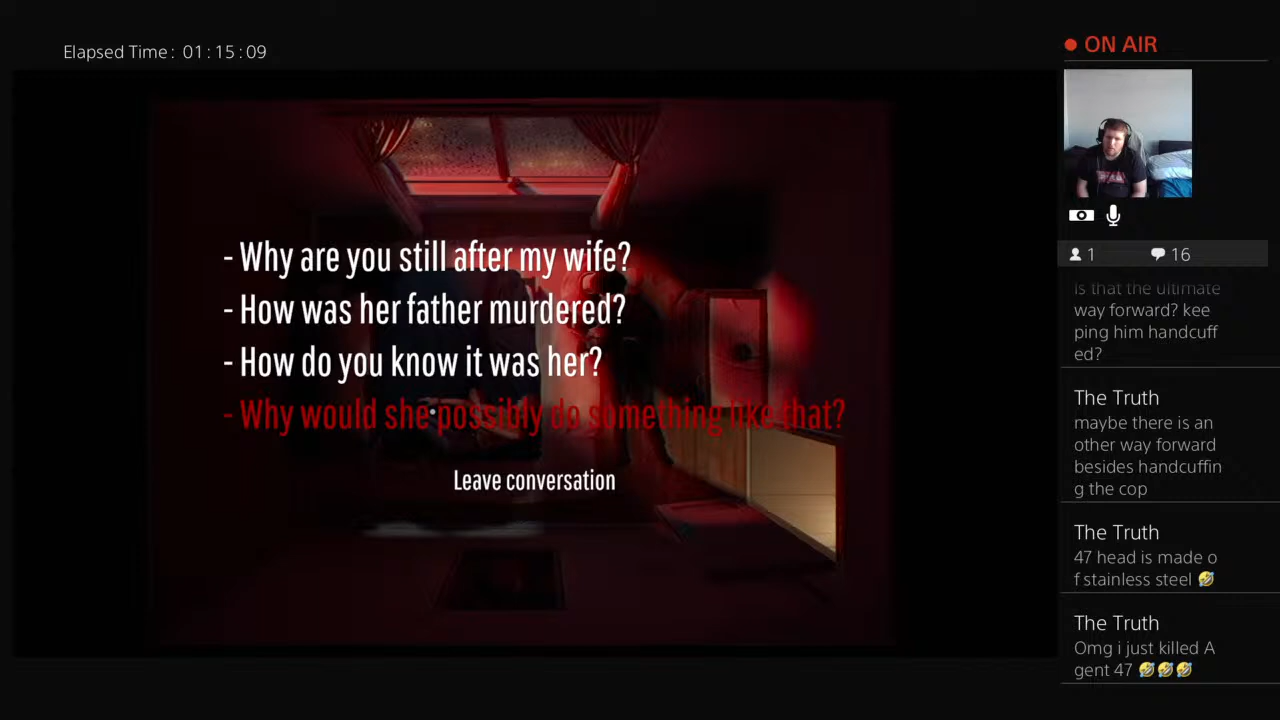 Elapsed Time: 01:15:09
ON AIR
1 16
- Why are you still after my wife?
- How was her father murdered?
- How do you know it was her?
- Why would she possibly do something like that?
Leave conversation
is that the ultimate
way forward? kee
ping him handcuff
ed?
The Truth
maybe there is an
other way forward
besides handcuffin
g the cop
The Truth
47 head is made o
f stainless steel 🤣
The Truth
Omg i just killed A
gent 47 🤣🤣🤣